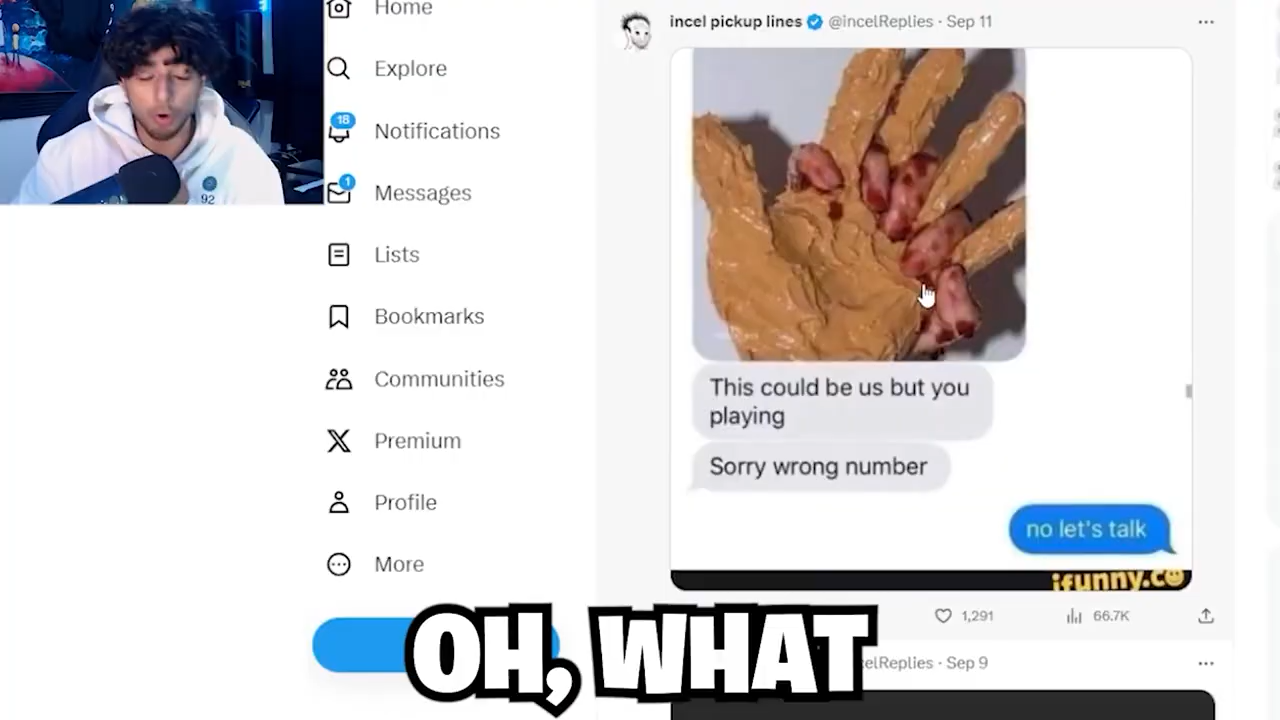 Home
Explore
18
Notifications
1
Messages
Lists
Bookmarks
Communities
Premium
Profile
More
92
incel pickup lines @incelReplies · Sep 11
This could be us but you
playing
Sorry wrong number
no let's talk
ifunny.co
1,291
66.7K
OH, WHAT
celReplies · Sep 9